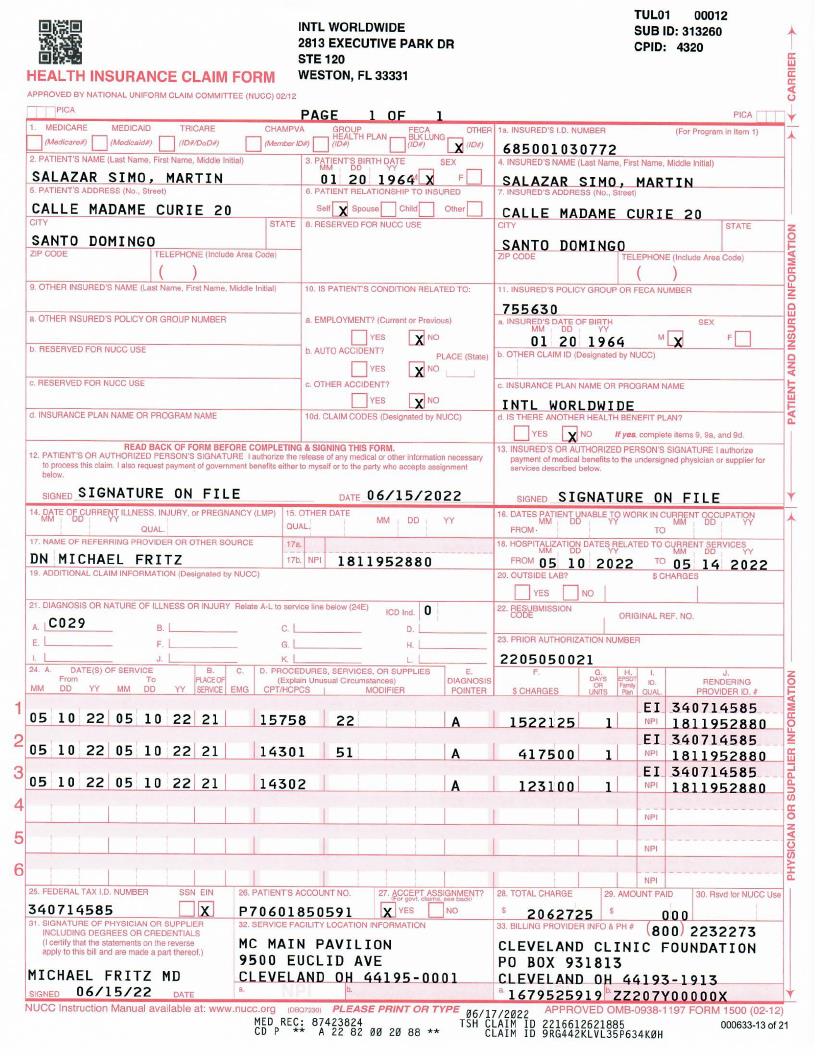 TUL01 00012
INTL WORLDWIDE
SUB ID: 313260
2813 EXECUTIVE PARK DR
CPID: 4320
STE 120
HEALTH INSURANCE CLAIM FORM
WESTON, FL 33331
CARRIER
APPROVED BY NATIONAL UNIFORM CLAIM COMMITTEE (NUCC) 02/12
PICA
PAGE 1 OF 1
PICA
1. MEDICARE MEDICAID TRICARE CHAMPVA GROUP HEALTH PLAN FECA BLK LUNG OTHER
(Medicare#) (Medicaid#) (ID#/DoD#) (Member ID#) (ID#) (ID#) X (ID#)
1a. INSURED'S I.D. NUMBER (For Program in Item 1)
685001030772
2. PATIENT'S NAME (Last Name, First Name, Middle Initial)
SALAZAR SIMO, MARTIN
3. PATIENT'S BIRTH DATE SEX
MM DD YY
01 20 1964 M X F
4. INSURED'S NAME (Last Name, First Name, Middle Initial)
SALAZAR SIMO, MARTIN
5. PATIENT'S ADDRESS (No., Street)
CALLE MADAME CURIE 20
6. PATIENT RELATIONSHIP TO INSURED
Self X Spouse Child Other
7. INSURED'S ADDRESS (No., Street)
CALLE MADAME CURIE 20
CITY STATE
SANTO DOMINGO
8. RESERVED FOR NUCC USE
CITY STATE
SANTO DOMINGO
ZIP CODE TELEPHONE (Include Area Code)
( )
ZIP CODE TELEPHONE (Include Area Code)
( )
9. OTHER INSURED'S NAME (Last Name, First Name, Middle Initial)
10. IS PATIENT'S CONDITION RELATED TO:
11. INSURED'S POLICY GROUP OR FECA NUMBER
755630
a. OTHER INSURED'S POLICY OR GROUP NUMBER
a. EMPLOYMENT? (Current or Previous)
YES X NO
a. INSURED'S DATE OF BIRTH SEX
MM DD YY
01 20 1964 M X F
b. RESERVED FOR NUCC USE
b. AUTO ACCIDENT? PLACE (State)
YES X NO
b. OTHER CLAIM ID (Designated by NUCC)
c. RESERVED FOR NUCC USE
c. OTHER ACCIDENT?
YES X NO
c. INSURANCE PLAN NAME OR PROGRAM NAME
INTL WORLDWIDE
d. INSURANCE PLAN NAME OR PROGRAM NAME
10d. CLAIM CODES (Designated by NUCC)
d. IS THERE ANOTHER HEALTH BENEFIT PLAN?
YES X NO If yes, complete items 9, 9a, and 9d.
PATIENT AND INSURED INFORMATION
READ BACK OF FORM BEFORE COMPLETING & SIGNING THIS FORM.
12. PATIENT'S OR AUTHORIZED PERSON'S SIGNATURE I authorize the release of any medical or other information necessary
to process this claim. I also request payment of government benefits either to myself or to the party who accepts assignment
below.
SIGNED SIGNATURE ON FILE DATE 06/15/2022
13. INSURED'S OR AUTHORIZED PERSON'S SIGNATURE I authorize
payment of medical benefits to the undersigned physician or supplier for
services described below.
SIGNED SIGNATURE ON FILE
14. DATE OF CURRENT ILLNESS, INJURY, or PREGNANCY (LMP)
MM DD YY
QUAL.
15. OTHER DATE
QUAL. MM DD YY
16. DATES PATIENT UNABLE TO WORK IN CURRENT OCCUPATION
MM DD YY MM DD YY
FROM TO
17. NAME OF REFERRING PROVIDER OR OTHER SOURCE
DN MICHAEL FRITZ
17a.
17b. NPI 1811952880
18. HOSPITALIZATION DATES RELATED TO CURRENT SERVICES
MM DD YY MM DD YY
FROM 05 10 2022 TO 05 14 2022
19. ADDITIONAL CLAIM INFORMATION (Designated by NUCC)
20. OUTSIDE LAB? $ CHARGES
YES NO
21. DIAGNOSIS OR NATURE OF ILLNESS OR INJURY Relate A-L to service line below (24E) ICD Ind. 0
A. C029 B. C. D.
E. F. G. H.
I. J. K. L.
22. RESUBMISSION CODE ORIGINAL REF. NO.
23. PRIOR AUTHORIZATION NUMBER
2205050021
24. A. DATE(S) OF SERVICE B. C. D. PROCEDURES, SERVICES, OR SUPPLIES E. F. G. H. I. J.
From To PLACE OF (Explain Unusual Circumstances) DIAGNOSIS DAYS OR EPSDT Family ID. RENDERING
MM DD YY MM DD YY SERVICE EMG CPT/HCPCS MODIFIER POINTER $ CHARGES UNITS Plan QUAL. PROVIDER ID. #
EI 340714585
1 05 10 22 05 10 22 21 15758 22 A 1522125 1 NPI 1811952880
EI 340714585
2 05 10 22 05 10 22 21 14301 51 A 417500 1 NPI 1811952880
EI 340714585
3 05 10 22 05 10 22 21 14302 A 123100 1 NPI 1811952880
4 NPI
5 NPI
6 NPI
PHYSICIAN OR SUPPLIER INFORMATION
25. FEDERAL TAX I.D. NUMBER SSN EIN
340714585 X
26. PATIENT'S ACCOUNT NO.
P70601850591
27. ACCEPT ASSIGNMENT?
(For govt. claims, see back)
X YES NO
28. TOTAL CHARGE
$ 2062725
29. AMOUNT PAID
$ 000
30. Rsvd for NUCC Use
31. SIGNATURE OF PHYSICIAN OR SUPPLIER
INCLUDING DEGREES OR CREDENTIALS
(I certify that the statements on the reverse
apply to this bill and are made a part thereof.)
MICHAEL FRITZ MD
SIGNED 06/15/22 DATE
32. SERVICE FACILITY LOCATION INFORMATION
MC MAIN PAVILION
9500 EUCLID AVE
CLEVELAND OH 44195-0001
a. NPI b.
33. BILLING PROVIDER INFO & PH # (800) 2232273
CLEVELAND CLINIC FOUNDATION
PO BOX 931813
CLEVELAND OH 44193-1913
a. 1679525919 b. ZZ207Y00000X
NUCC Instruction Manual available at: www.nucc.org (DBQ7230) PLEASE PRINT OR TYPE APPROVED OMB-0938-1197 FORM 1500 (02-12)
06/17/2022
MED REC: 87423824 TSH CLAIM ID 2216612621885 000633-13 of 21
CD P ** A 22 82 00 20 88 ** CLAIM ID 9RG442KLVL35P634K0H